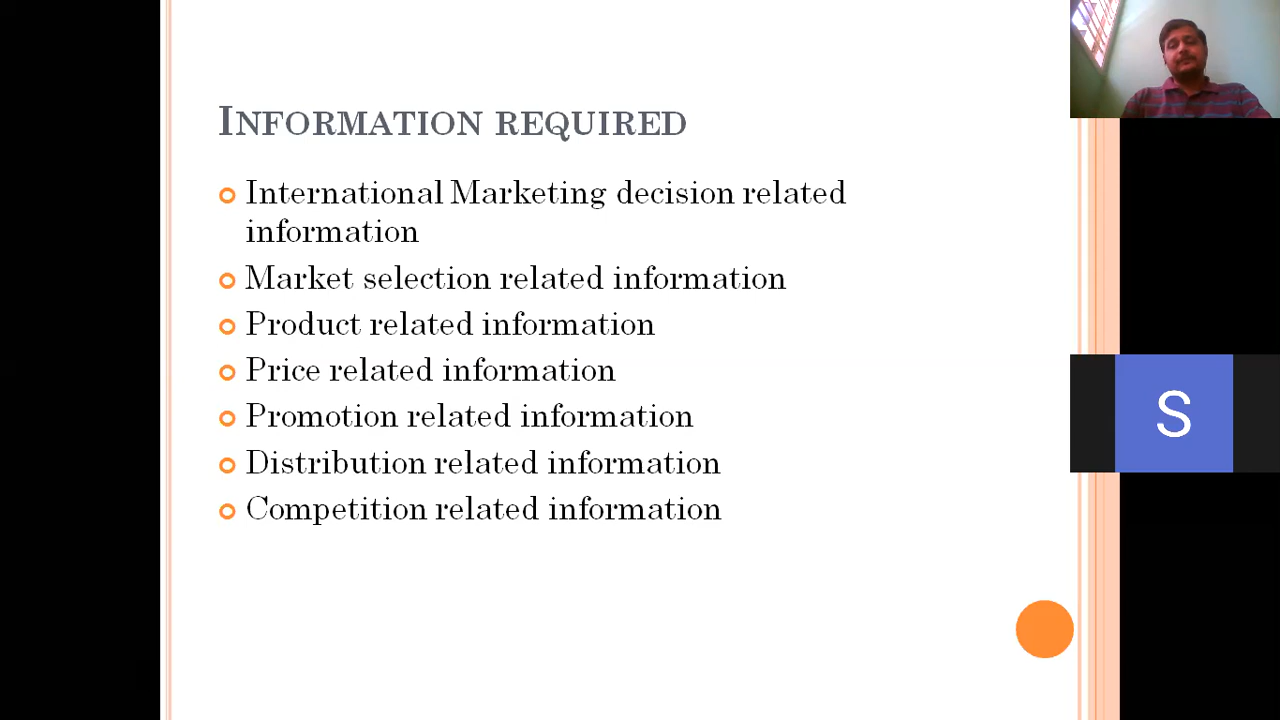 INFORMATION REQUIRED
International Marketing decision related
information
Market selection related information
Product related information
Price related information
Promotion related information
Distribution related information
Competition related information
S